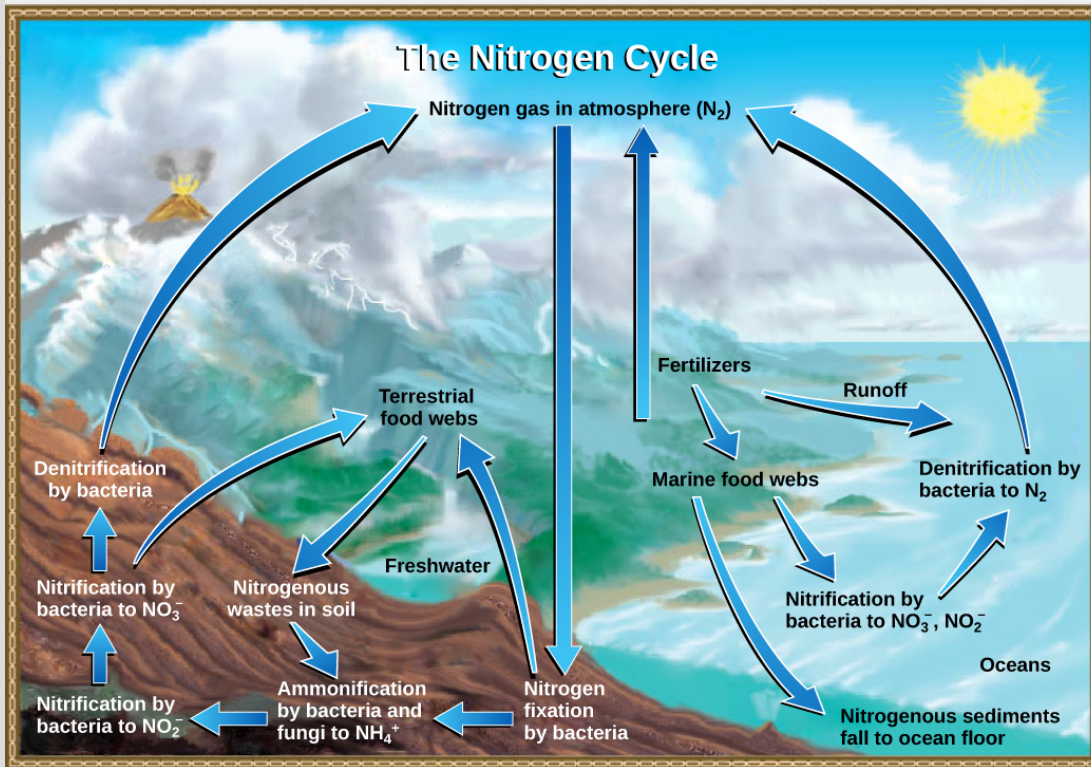 The Nitrogen Cycle
Nitrogen gas in atmosphere (N₂)
Fertilizers
Runoff
Terrestrial
food webs
Denitrification
by bacteria
Marine food webs
Denitrification by
bacteria to N₂
Freshwater
Nitrification by
bacteria to NO₃⁻
Nitrogenous
wastes in soil
Nitrification by
bacteria to NO₃⁻, NO₂⁻
Oceans
Nitrification by
bacteria to NO₂⁻
Ammonification
by bacteria and
fungi to NH₄⁺
Nitrogen
fixation
by bacteria
Nitrogenous sediments
fall to ocean floor